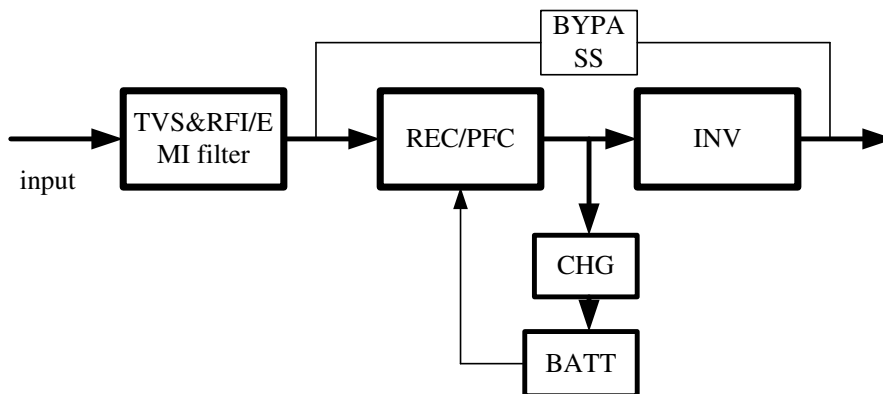 BYPA
SS
TVS&RFI/E
MI filter
REC/PFC
INV
input
CHG
BATT